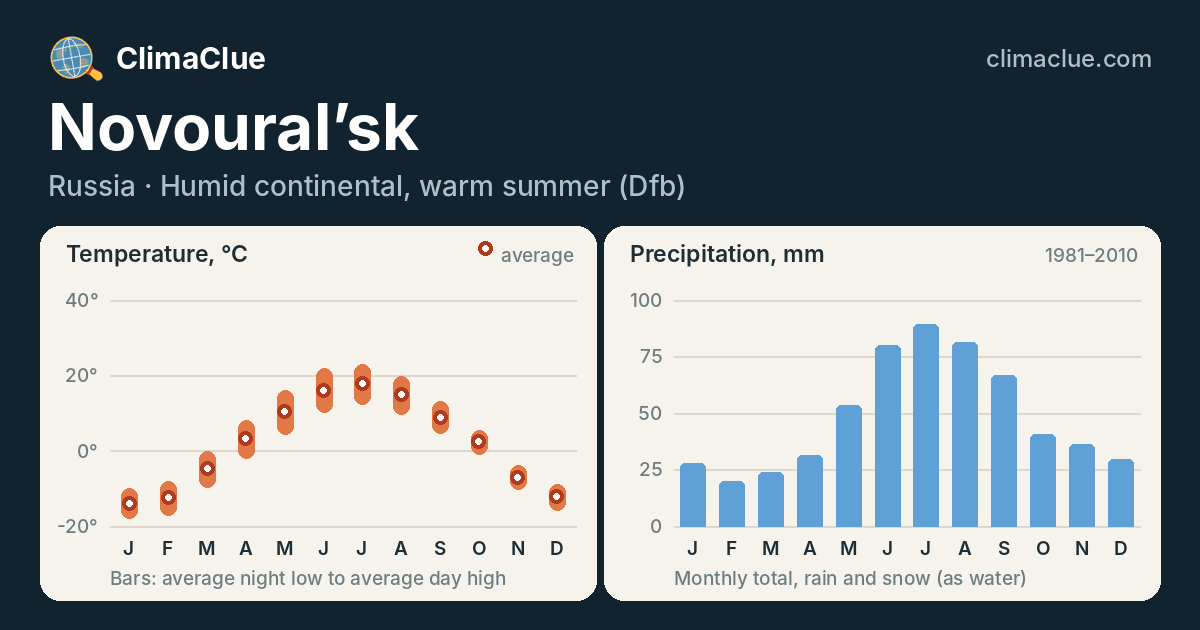 ClimaClue
climaclue.com
Novoural’sk
Russia · Humid continental, warm summer (Dfb)
Temperature, °C
average
40°
20°
0°
-20°
J F M A M J J A S O N D
Bars: average night low to average day high
Precipitation, mm
1981–2010
100
75
50
25
0
J F M A M J J A S O N D
Monthly total, rain and snow (as water)